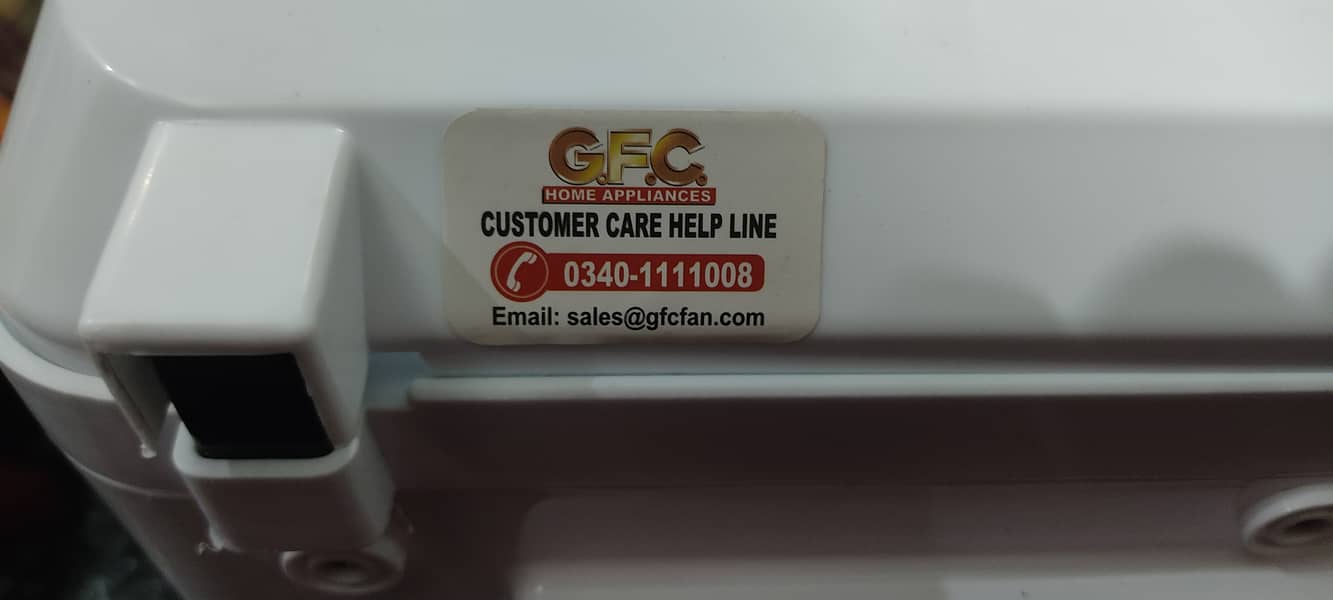 G.F.C.
HOME APPLIANCES
CUSTOMER CARE HELP LINE
0340-1111008
Email: sales@gfcfan.com